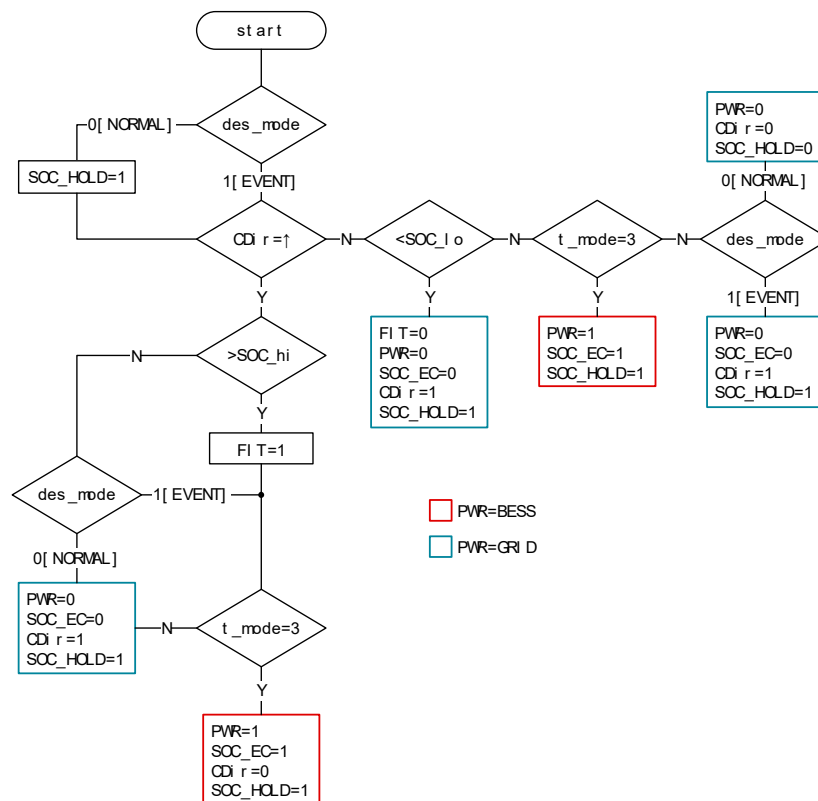 start
des_mode
0[NORMAL]
SOC_HOLD=1
1[EVENT]
CDir=↑
N
<SOC_lo
N
t_mode=3
N
des_mode
0[NORMAL]
PWR=0
CDir=0
SOC_HOLD=0
1[EVENT]
PWR=0
SOC_EC=0
CDir=1
SOC_HOLD=1
Y
PWR=1
SOC_EC=1
SOC_HOLD=1
Y
FIT=0
PWR=0
SOC_EC=0
CDir=1
SOC_HOLD=1
Y
>SOC_hi
N
Y
FIT=1
des_mode
1[EVENT]
0[NORMAL]
PWR=0
SOC_EC=0
CDir=1
SOC_HOLD=1
N
t_mode=3
Y
PWR=1
SOC_EC=1
CDir=0
SOC_HOLD=1
PWR=BESS
PWR=GRID